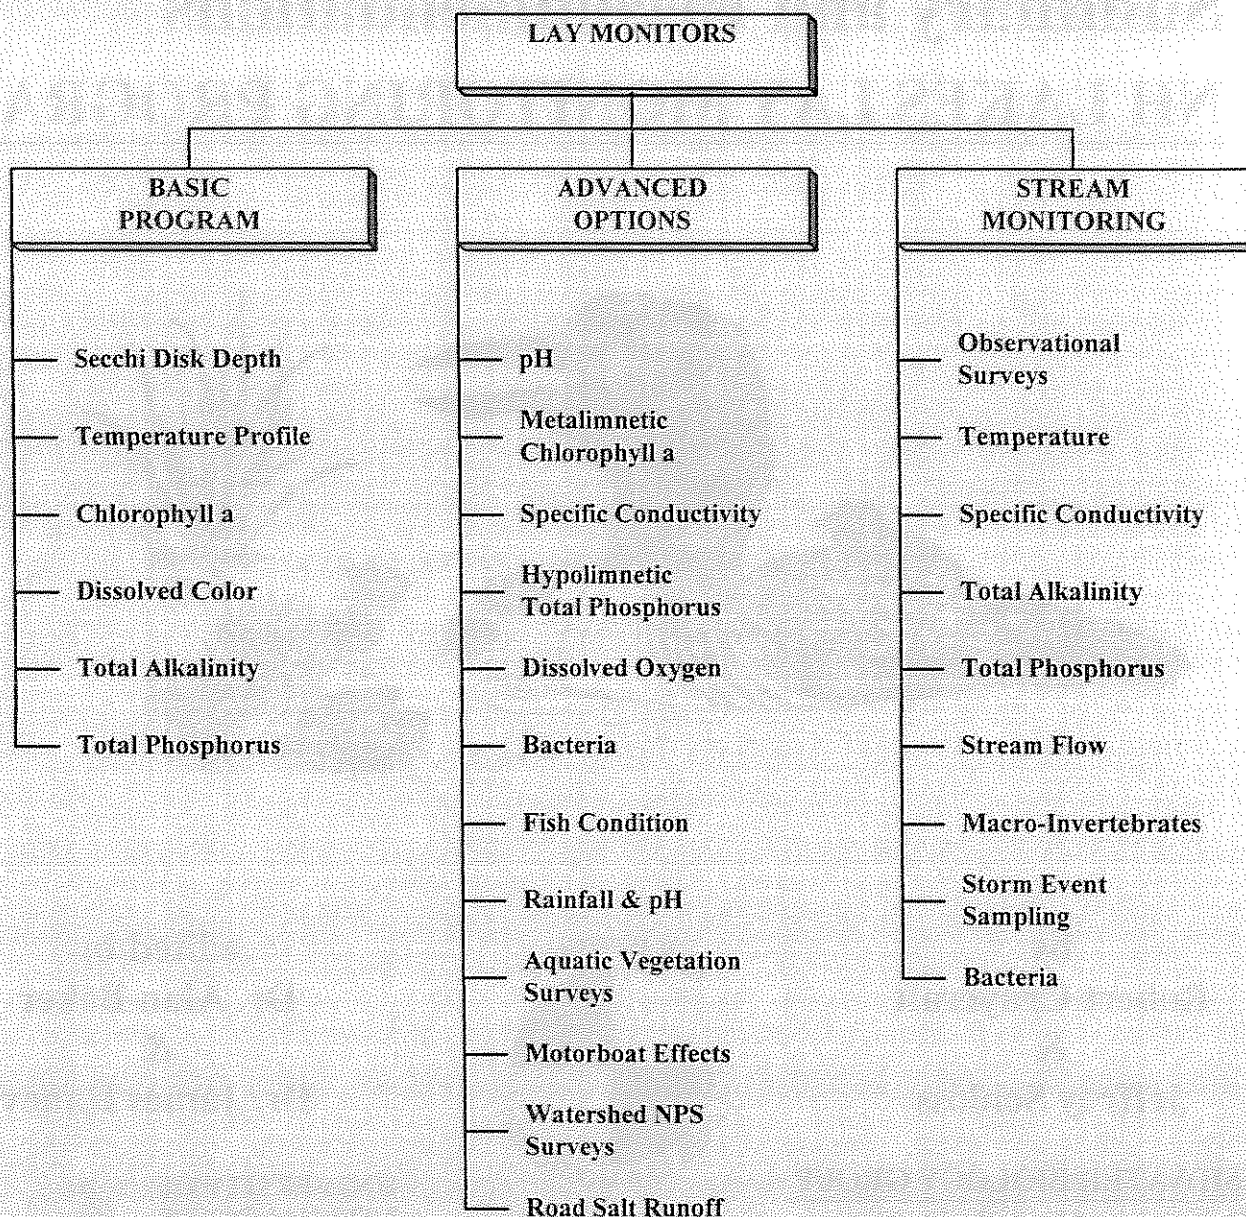 LAY MONITORS
BASIC
PROGRAM
Secchi Disk Depth
Temperature Profile
Chlorophyll a
Dissolved Color
Total Alkalinity
Total Phosphorus
ADVANCED
OPTIONS
pH
Metalimnetic
Chlorophyll a
Specific Conductivity
Hypolimnetic
Total Phosphorus
Dissolved Oxygen
Bacteria
Fish Condition
Rainfall & pH
Aquatic Vegetation
Surveys
Motorboat Effects
Watershed NPS
Surveys
Road Salt Runoff
STREAM
MONITORING
Observational
Surveys
Temperature
Specific Conductivity
Total Alkalinity
Total Phosphorus
Stream Flow
Macro-Invertebrates
Storm Event
Sampling
Bacteria